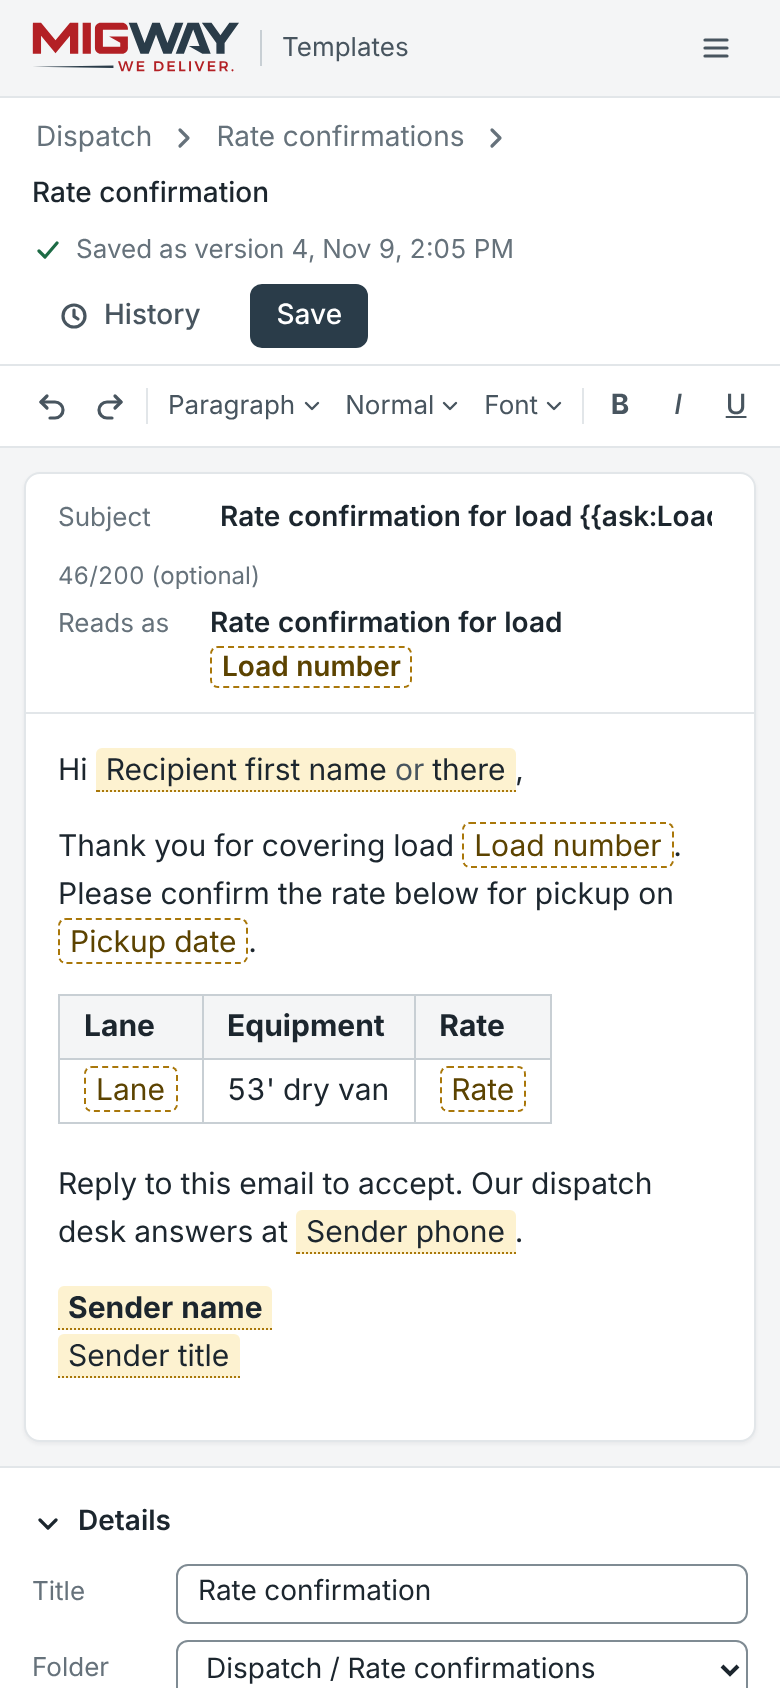 MIGWAY
WE DELIVER.
Templates
Dispatch
Rate confirmations
Rate confirmation
Saved as version 4, Nov 9, 2:05 PM
History
Save
Paragraph Normal Font B I U
Subject Rate confirmation for load {{ask:Load
46/200 (optional)
Reads as Rate confirmation for load
Load number
Hi Recipient first name or there,
Thank you for covering load Load number.
Please confirm the rate below for pickup on
Pickup date.
Lane Equipment Rate
Lane 53' dry van Rate
Reply to this email to accept. Our dispatch
desk answers at Sender phone.
Sender name
Sender title
Details
Title Rate confirmation
Folder Dispatch / Rate confirmations